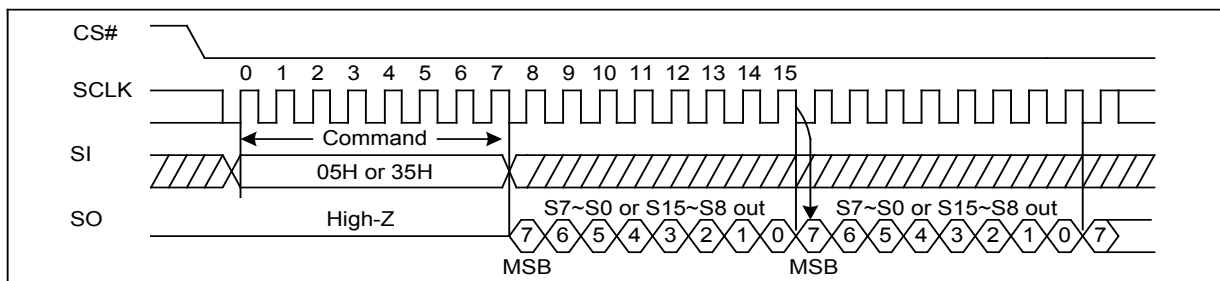 CS#
0 1 2 3 4 5 6 7 8 9 10 11 12 13 14 15
SCLK
Command
SI
05H or 35H
S7~S0 or S15~S8 out S7~S0 or S15~S8 out
SO
High-Z
7 6 5 4 3 2 1 0 7 6 5 4 3 2 1 0 7
MSB MSB